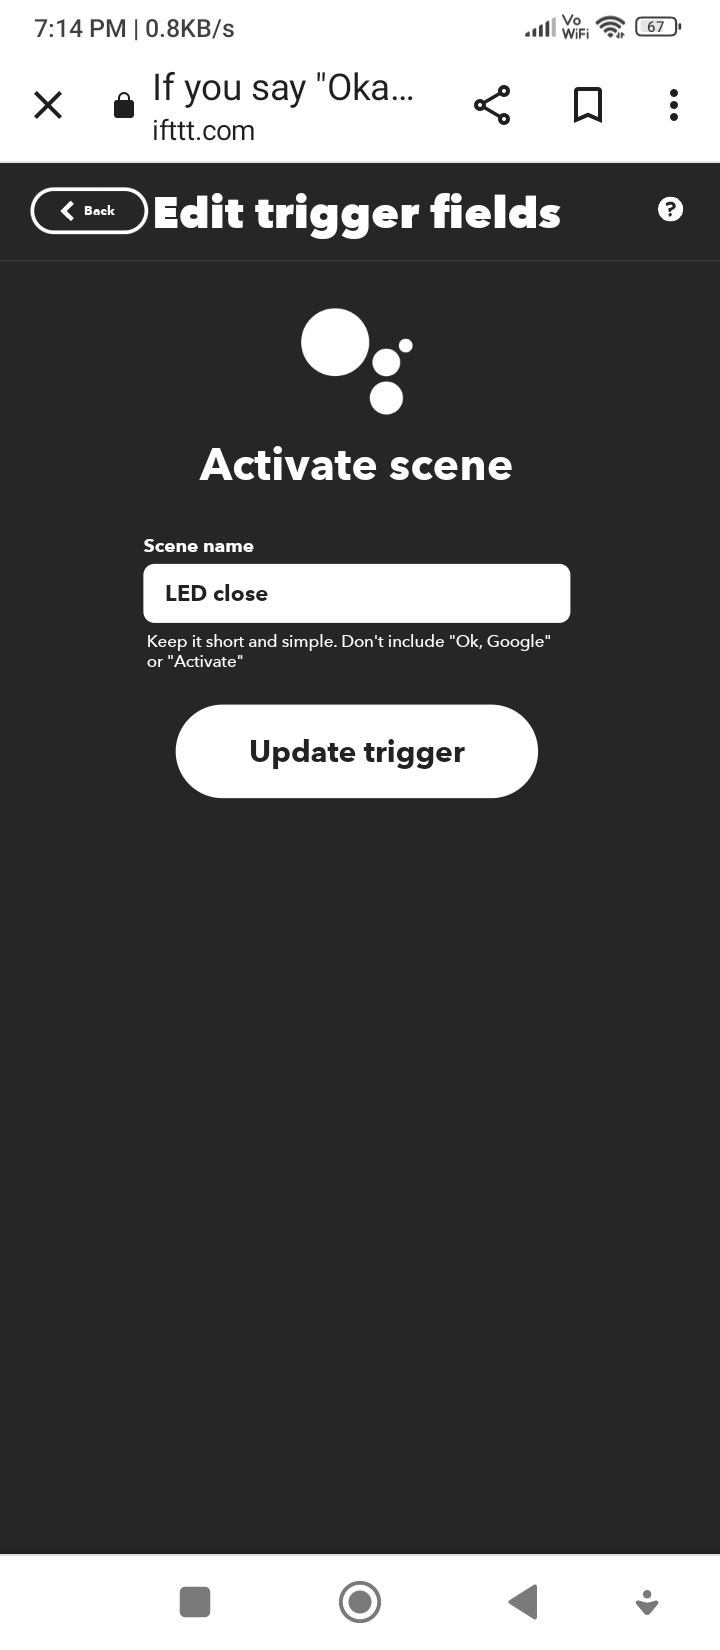 7:14 PM | 0.8KB/s
Vo
WiFi
67
If you say "Oka...
ifttt.com
Back
Edit trigger fields
?
Activate scene
Scene name
LED close
Keep it short and simple. Don't include "Ok, Google"
or "Activate"
Update trigger